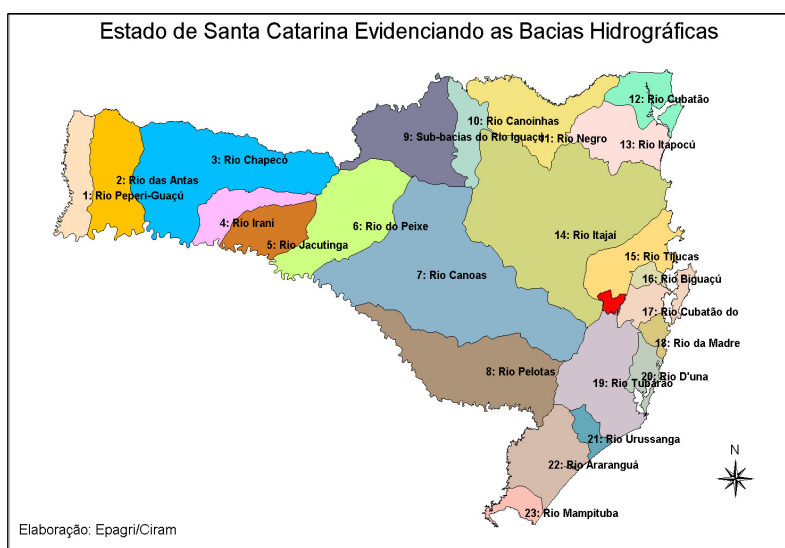 Estado de Santa Catarina Evidenciando as Bacias Hidrográficas
12: Rio Cubatão
10: Rio Canoinhas
9: Sub-bacias do Rio Iguaçu
11: Rio Negro
13: Rio Itapocú
3: Rio Chapecó
2: Rio das Antas
1: Rio Peperi-Guaçú
4: Rio Irani
6: Rio do Peixe
5: Rio Jacutinga
14: Rio Itajaí
15: Rio Tijucas
7: Rio Canoas
16: Rio Biguaçú
17: Rio Cubatão do
18: Rio da Madre
8: Rio Pelotas
20: Rio D'una
19: Rio Tubarão
21: Rio Urussanga
22: Rio Araranguá
N
23: Rio Mampituba
Elaboração: Epagri/Ciram